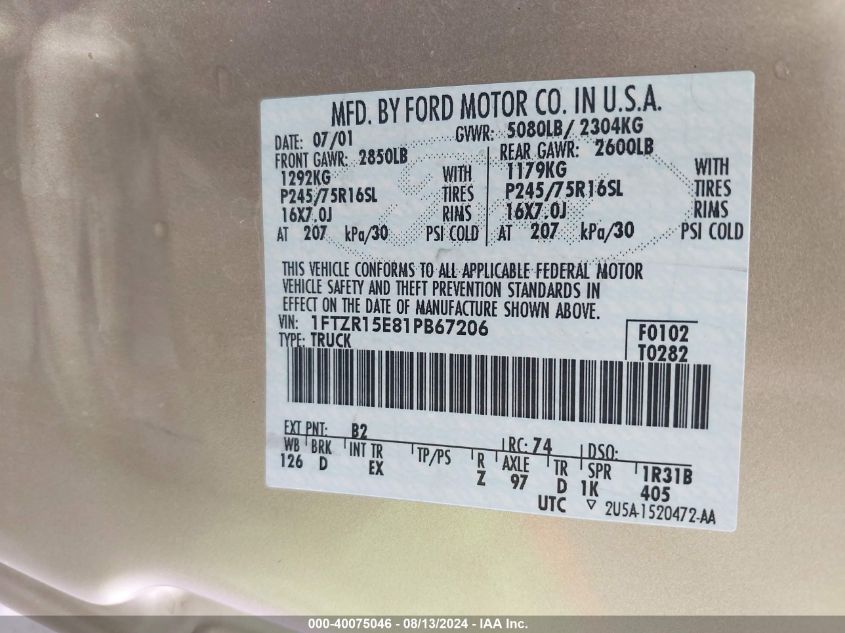 MFD. BY FORD MOTOR CO. IN U.S.A.
DATE: 07/01 GVWR: 5080LB/ 2304KG
FRONT GAWR: 2850LB REAR GAWR: 2600LB
1292KG WITH 1179KG WITH
P245/75R16SL TIRES P245/75R16SL TIRES
16X7.0J RIMS 16X7.0J RIMS
AT 207 kPa/30 PSI COLD AT 207 kPa/30 PSI COLD
THIS VEHICLE CONFORMS TO ALL APPLICABLE FEDERAL MOTOR
VEHICLE SAFETY AND THEFT PREVENTION STANDARDS IN
EFFECT ON THE DATE OF MANUFACTURE SHOWN ABOVE.
VIN: 1FTZR15E81PB67206 F0102
TYPE: TRUCK T0282
EXT PNT: B2 RC: 74 DSO:
WB BRK INT TR TP/PS R AXLE TR SPR 1R31B
126 D EX Z 97 D 1K 405
UTC ▽ 2U5A-1520472-AA
000-40075046 - 08/13/2024 - IAA Inc.